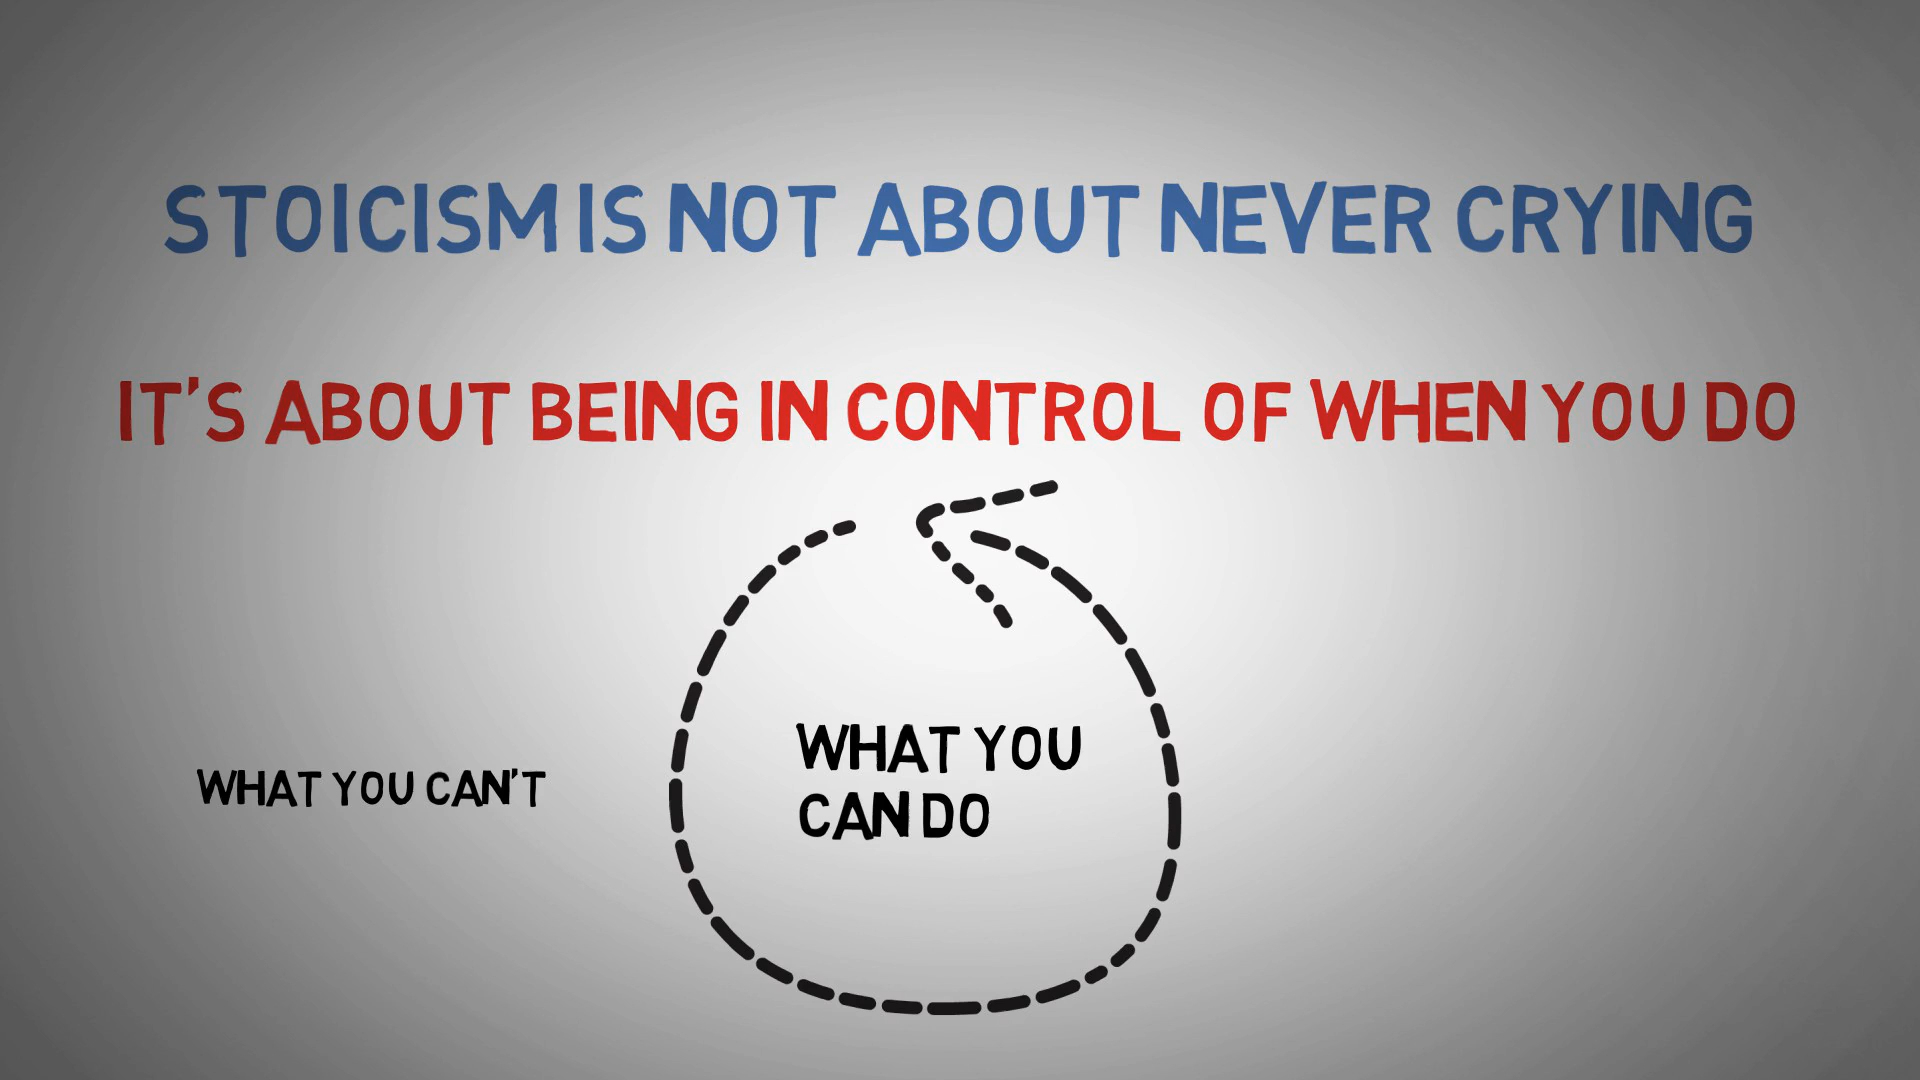 STOICISM IS NOT ABOUT NEVER CRYING
IT'S ABOUT BEING IN CONTROL OF WHEN YOU DO
WHAT YOU CAN'T
WHAT YOU
CAN DO